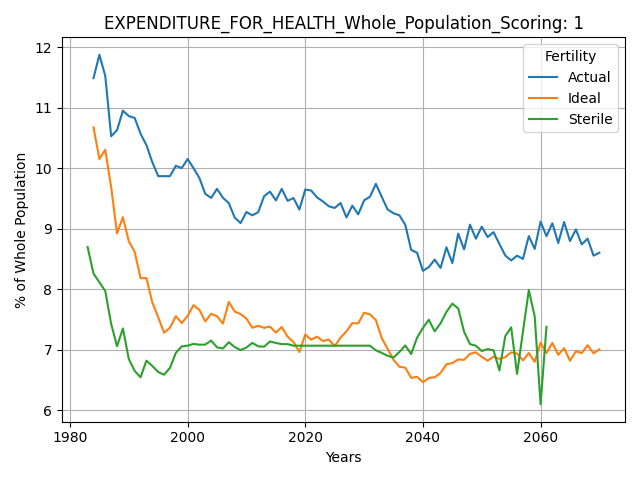 EXPENDITURE_FOR_HEALTH_Whole_Population_Scoring: 1
12
11
10
9
8
7
6
% of Whole Population
Fertility
Actual
Ideal
Sterile
1980
2000
2020
2040
2060
Years